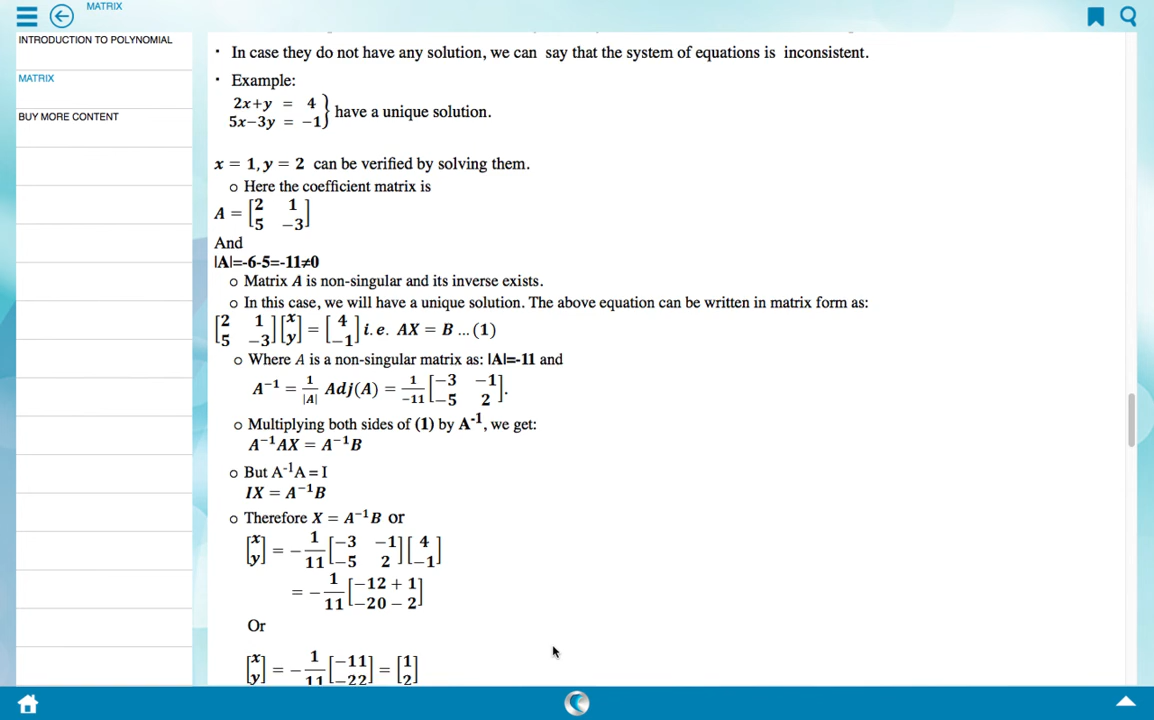 MATRIX
INTRODUCTION TO POLYNOMIAL
MATRIX
BUY MORE CONTENT
· In case they do not have any solution, we can say that the system of equations is inconsistent.
· Example:
2x+y = 4
5x−3y = −1} have a unique solution.
x = 1, y = 2 can be verified by solving them.
o Here the coefficient matrix is
A = [2 1
5 −3]
And
|A|=-6-5=-11≠0
o Matrix A is non-singular and its inverse exists.
o In this case, we will have a unique solution. The above equation can be written in matrix form as:
[2 1
5 −3] [x
y] = [4
−1] i.e. AX = B ... (1)
o Where A is a non-singular matrix as: |A|=-11 and
A⁻¹ = 1/|A| Adj(A) = 1/−11 [−3 −1
−5 2].
o Multiplying both sides of (1) by A⁻¹, we get:
A⁻¹AX = A⁻¹B
o But A⁻¹A = I
IX = A⁻¹B
o Therefore X = A⁻¹B or
[x
y] = − 1/11 [−3 −1
−5 2] [4
−1]
= − 1/11 [−12 + 1
−20 − 2]
Or
[x
y] = − 1/11 [−11
−22] = [1
2]